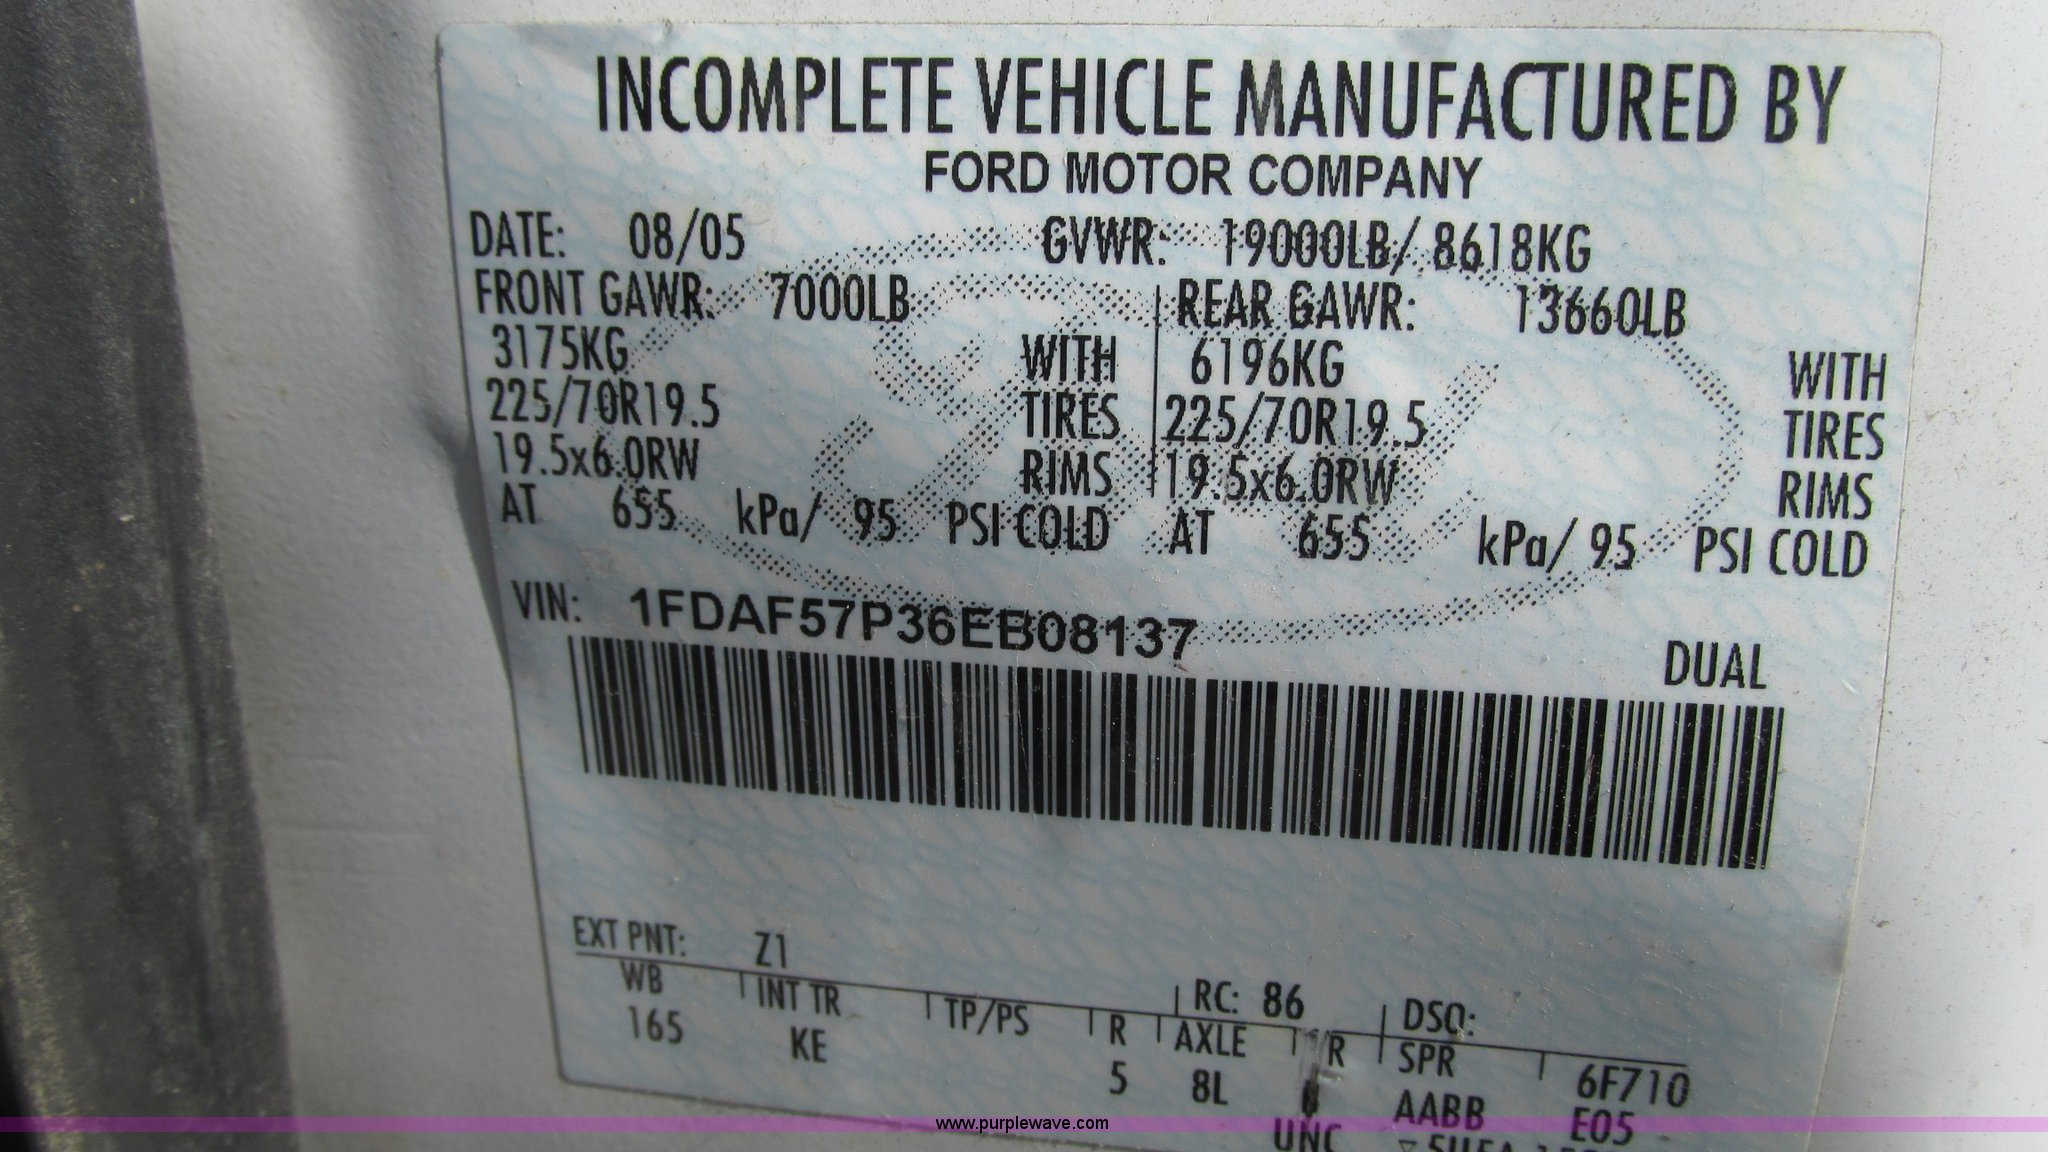 INCOMPLETE VEHICLE MANUFACTURED BY
FORD MOTOR COMPANY
DATE: 08/05 GVWR: 19000LB/ 8618KG
FRONT GAWR: 7000LB REAR GAWR: 13660LB
3175KG WITH 6196KG WITH
225/70R19.5 TIRES 225/70R19.5 TIRES
19.5x6.0RW RIMS 19.5x6.0RW RIMS
AT 655 kPa/ 95 PSI COLD AT 655 kPa/ 95 PSI COLD
VIN: 1FDAF57P36EB08137
DUAL
EXT PNT: Z1 RC: 86 DSO:
WB INT TR TP/PS R AXLE R SPR 6F710
165 KE 5 8L AABB E05
UNC
www.purplewave.com